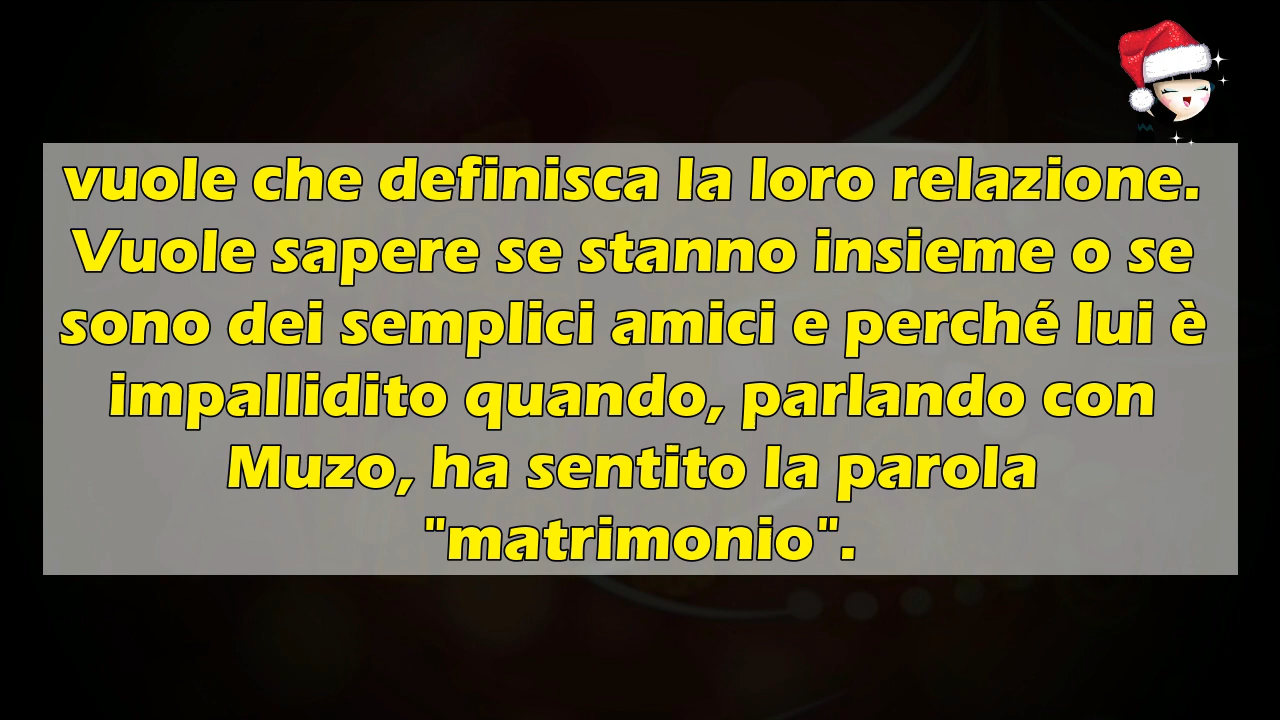 vuole che definisca la loro relazione.
Vuole sapere se stanno insieme o se
sono dei semplici amici e perché lui è
impallidito quando, parlando con
Muzo, ha sentito la parola
"matrimonio".